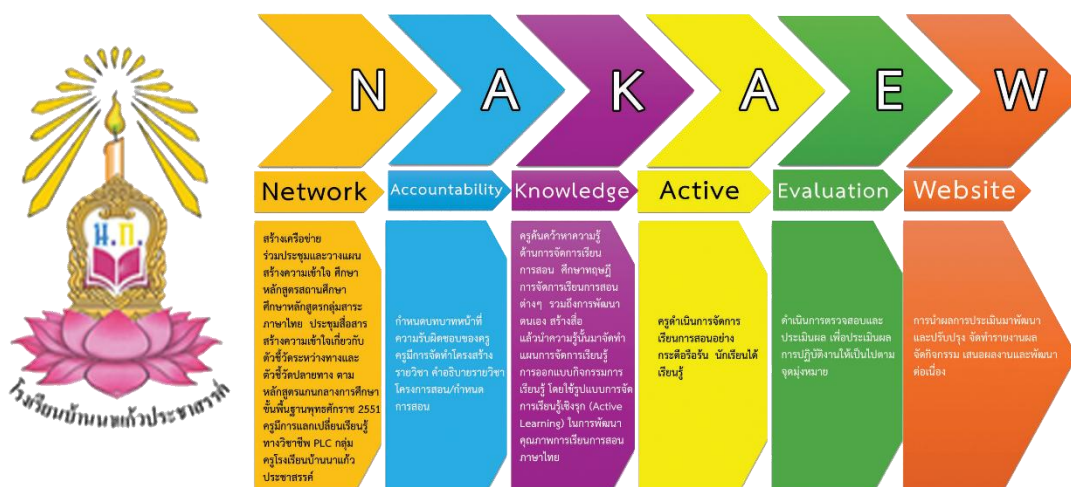 น.ก.
โรงเรียนบ้านนาแก้วประชาสรรค์
N A K A E W
Network
Accountability
Knowledge
Active
Evaluation
Website
สร้างเครือข่าย
ร่วมประชุมและวางแผน
สร้างความเข้าใจ ศึกษา
หลักสูตรสถานศึกษา
ศึกษาหลักสูตรกลุ่มสาระ
ภาษาไทย ประชุมสื่อสาร
สร้างความเข้าใจเกี่ยวกับ
ตัวชี้วัดระหว่างทางและ
ตัวชี้วัดปลายทาง ตาม
หลักสูตรแกนกลางการศึกษา
ขั้นพื้นฐานพุทธศักราช 2551
ครูมีการแลกเปลี่ยนเรียนรู้
ทางวิชาชีพ PLC กลุ่ม
ครูโรงเรียนบ้านนาแก้ว
ประชาสรรค์
กำหนดบทบาทหน้าที่
ความรับผิดชอบของครู
ครูมีการจัดทำโครงสร้าง
รายวิชา คำอธิบายรายวิชา
โครงการสอน/กำหนด
การสอน
ครูค้นคว้าหาความรู้
ด้านการจัดการเรียน
การสอน ศึกษาทฤษฎี
การจัดการเรียนการสอน
ต่างๆ รวมถึงการพัฒนา
ตนเอง สร้างสื่อ
แล้วนำความรู้นั้นมาจัดทำ
แผนการจัดการเรียนรู้
การออกแบบกิจกรรมการ
เรียนรู้ โดยใช้รูปแบบการจัด
การเรียนรู้เชิงรุก (Active
Learning) ในการพัฒนา
คุณภาพการเรียนการสอน
ภาษาไทย
ครูดำเนินการจัดการ
เรียนการสอนอย่าง
กระตือรือร้น นักเรียนได้
เรียนรู้
ดำเนินการตรวจสอบและ
ประเมินผล เพื่อประเมินผล
การปฏิบัติงานให้เป็นไปตาม
จุดมุ่งหมาย
การนำผลการประเมินมาพัฒนา
และปรับปรุง จัดทำรายงานผล
จัดกิจกรรม เสนอผลงานและพัฒนา
ต่อเนื่อง